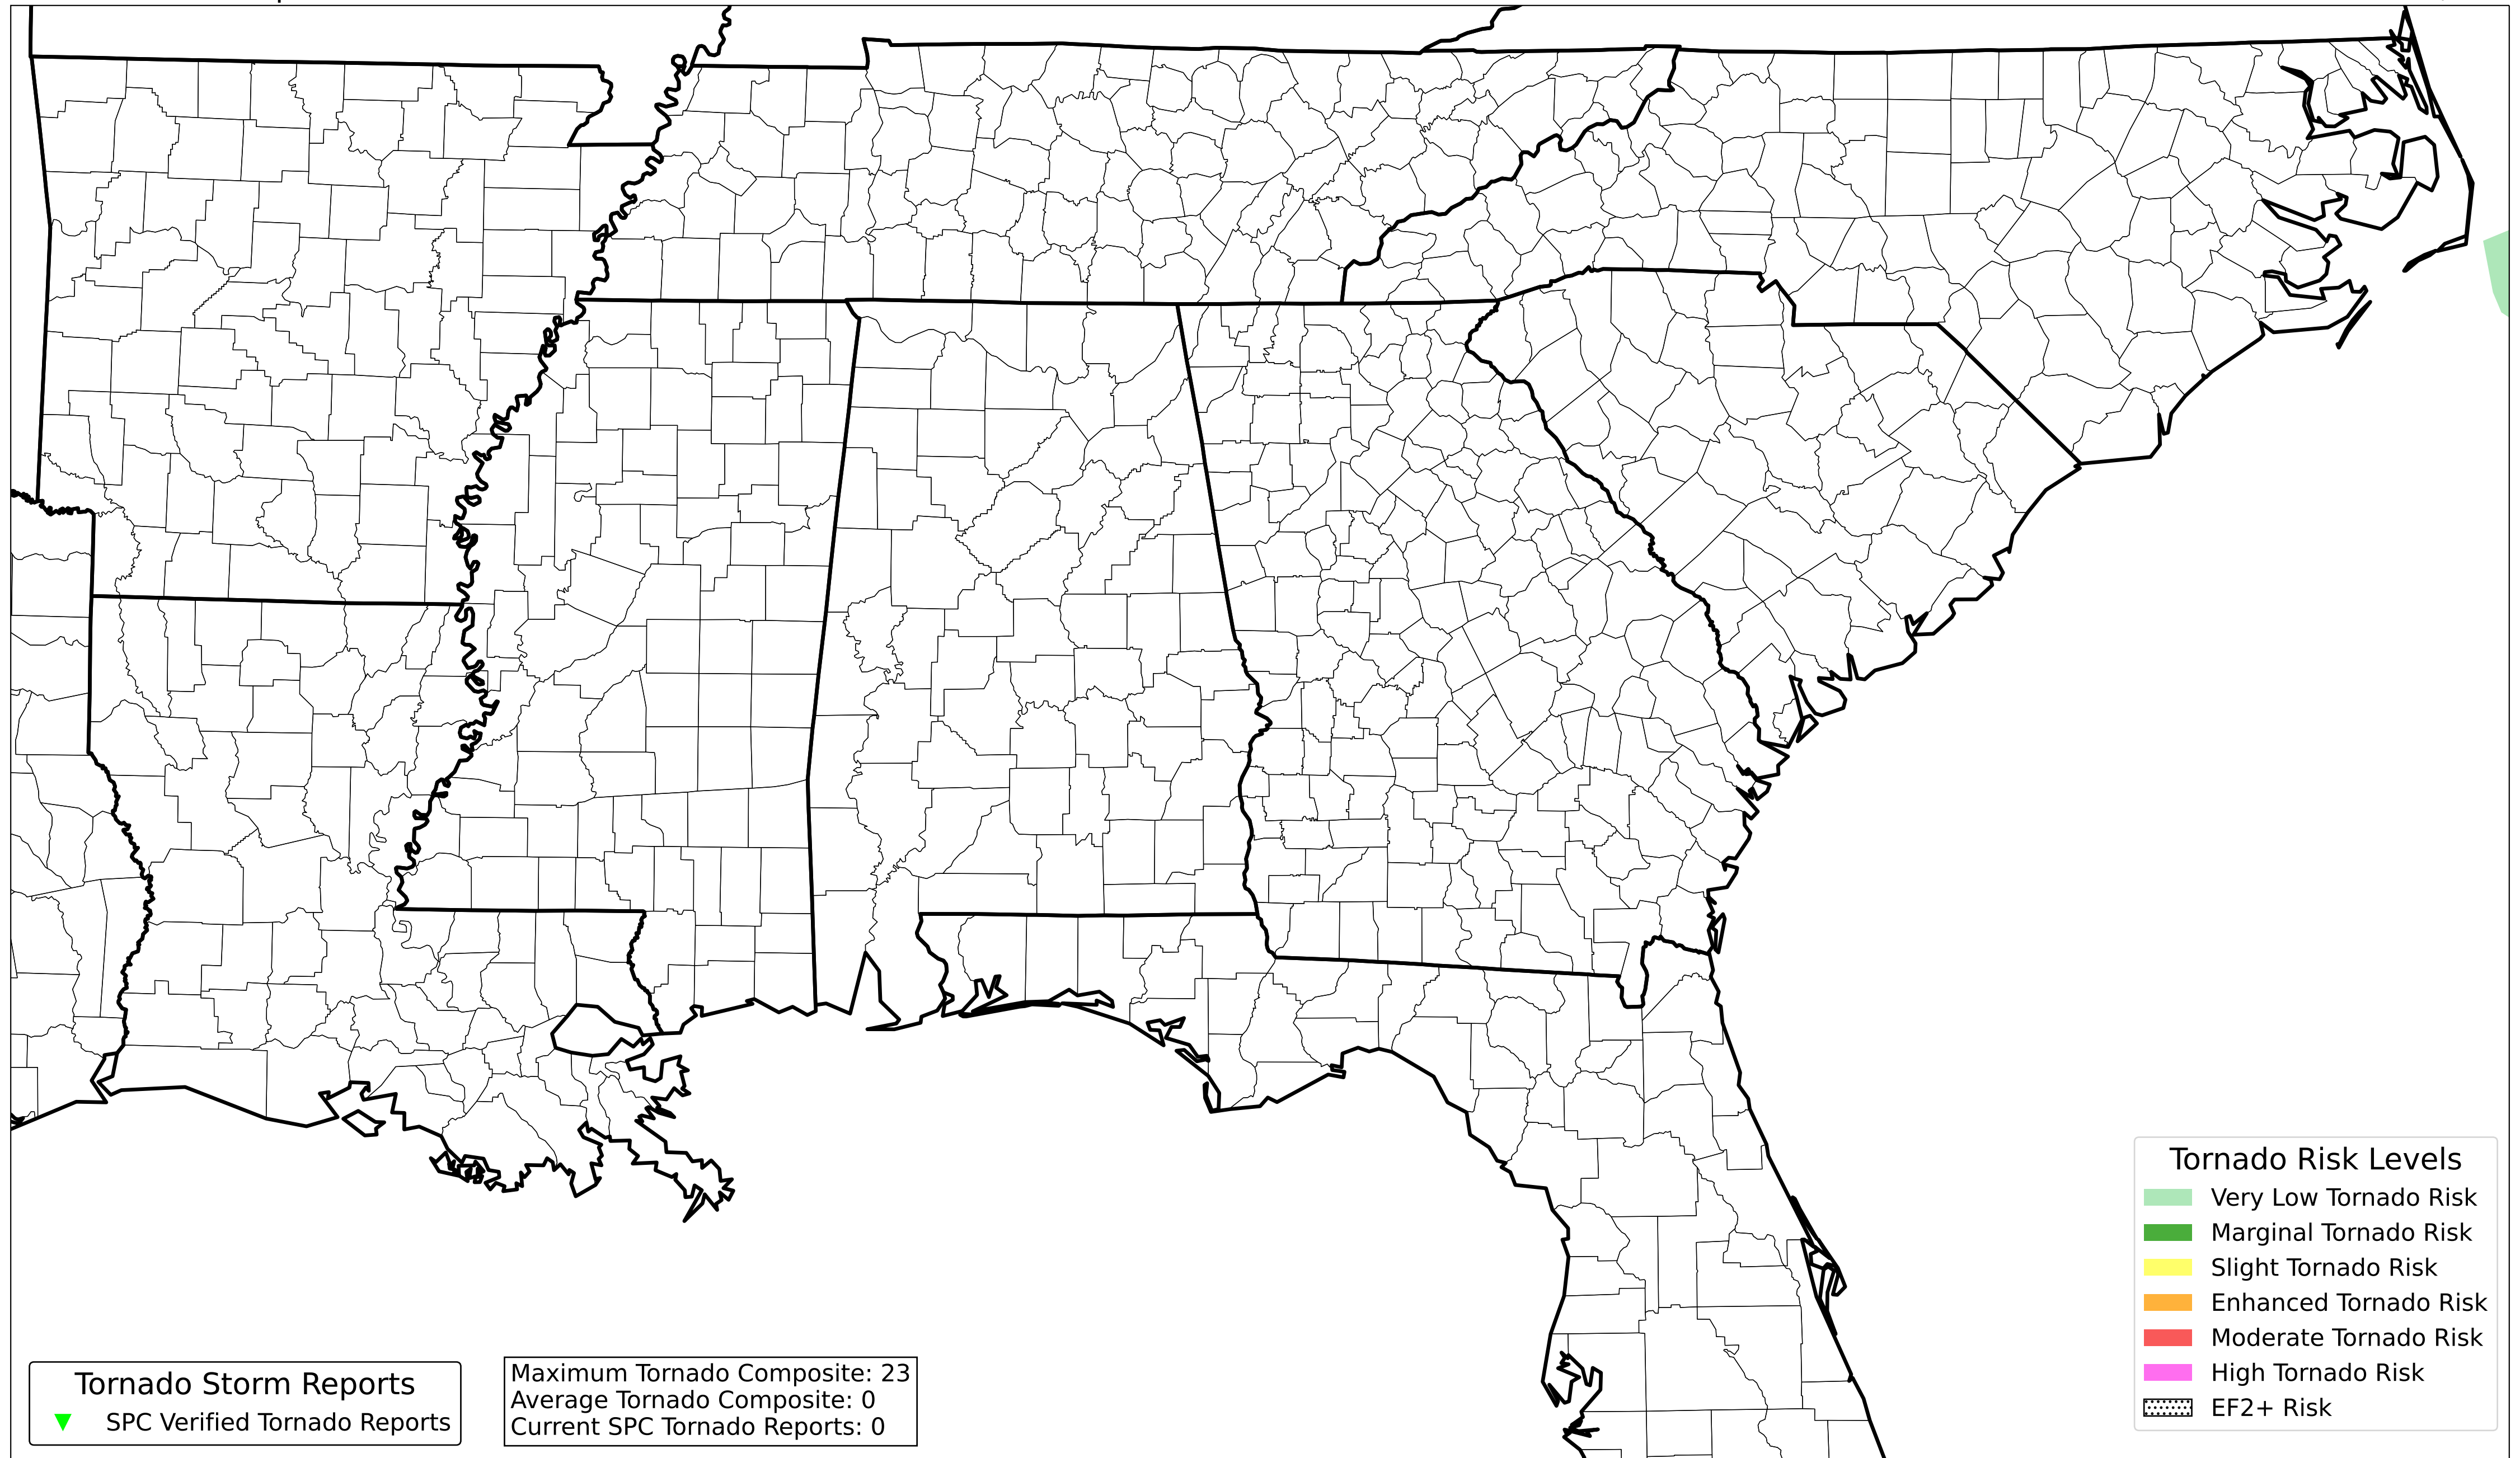 Tornado Risk Levels
Very Low Tornado Risk
Marginal Tornado Risk
Slight Tornado Risk
Enhanced Tornado Risk
Moderate Tornado Risk
High Tornado Risk
EF2+ Risk
Tornado Storm Reports
SPC Verified Tornado Reports
Maximum Tornado Composite: 23
Average Tornado Composite: 0
Current SPC Tornado Reports: 0